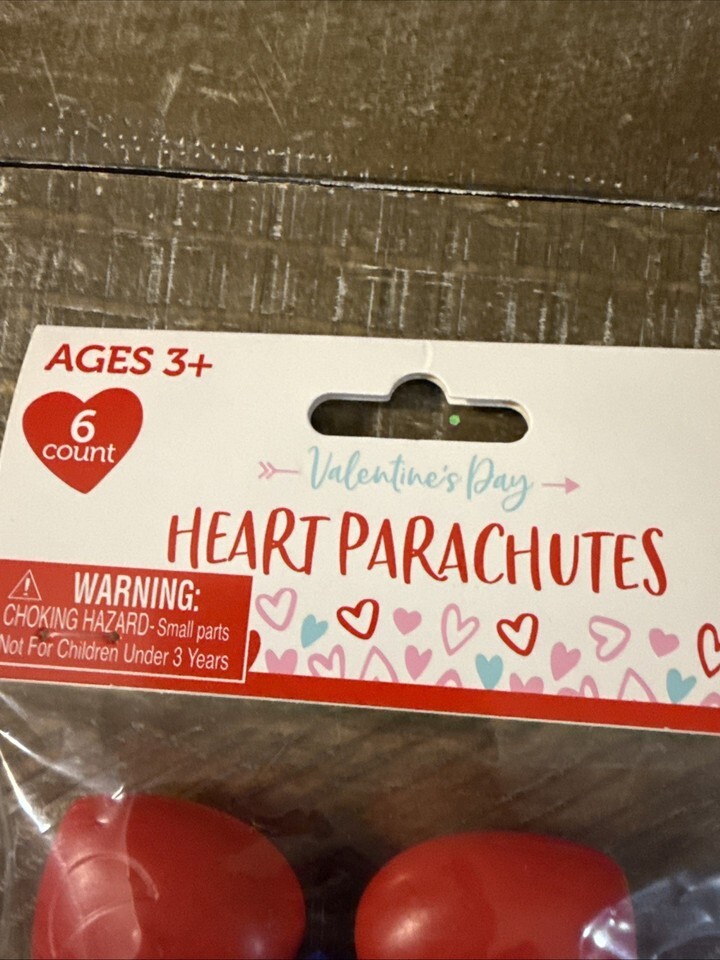 AGES 3+
6
count
Valentine's Day
HEART PARACHUTES
WARNING:
CHOKING HAZARD - Small parts
Not For Children Under 3 Years